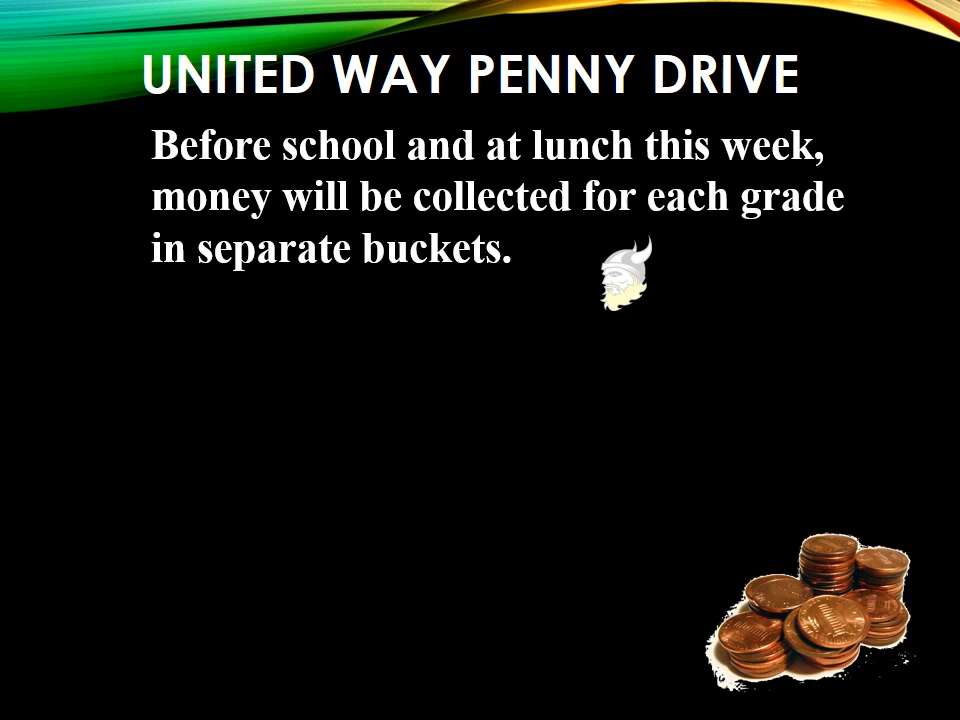 UNITED WAY PENNY DRIVE
Before school and at lunch this week,
money will be collected for each grade
in separate buckets.